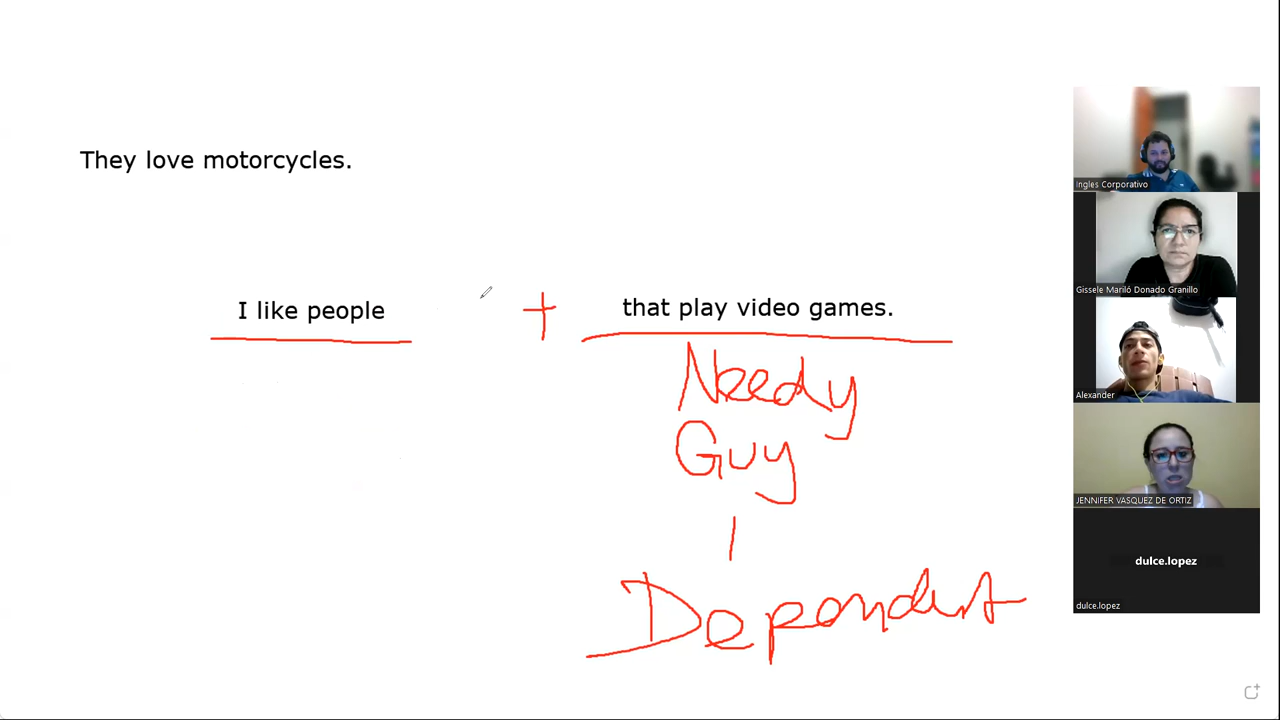 They love motorcycles.
I like people + that play video games.
Needy
Guy
Dependent
Ingles Corporativo
Gissele Mariló Donado Granillo
Alexander
JENNIFER VASQUEZ DE ORTIZ
dulce.lopez
dulce.lopez